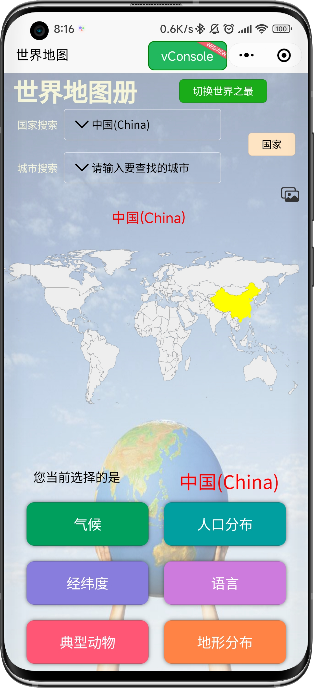 8:16 0.6K/s 100
世界地图 vConsole
世界地图册 切换世界之最
国家搜索 中国(China)
国家
城市搜索 请输入要查找的城市
中国(China)
您当前选择的是 中国(China)
气候 人口分布
经纬度 语言
典型动物 地形分布